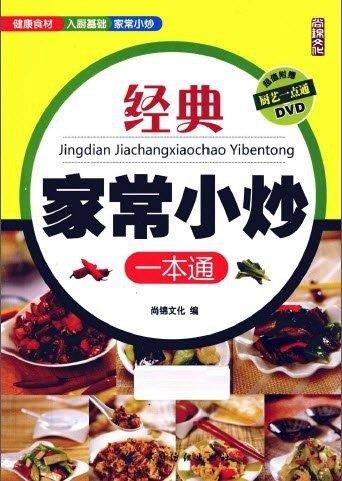 健康食材 入厨基础 家常小炒
尚锦文化
超值附赠
厨艺一点通
DVD
经典
Jingdian Jiachangxiaochao Yibentong
家常小炒
一本通
尚锦文化 编